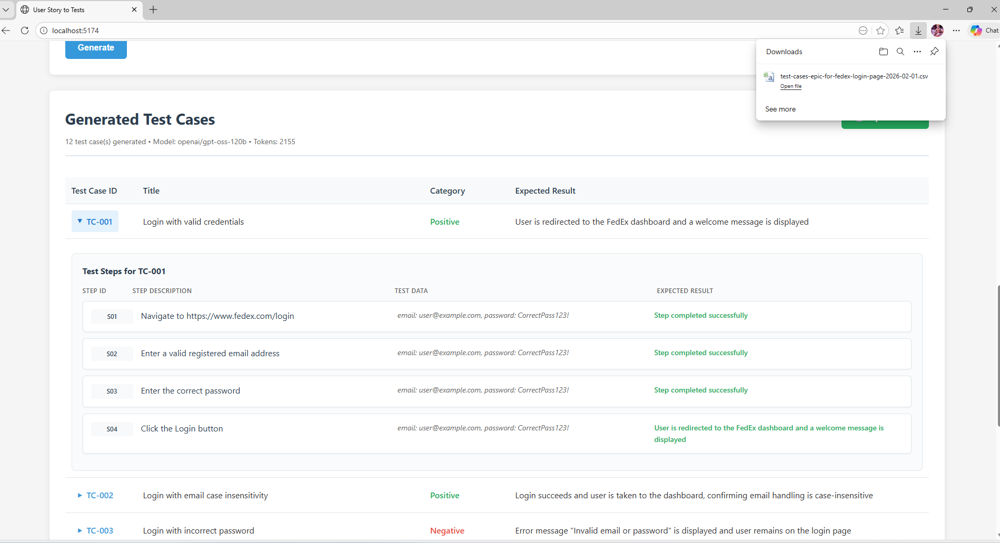 User Story to Tests
localhost:5174
Chat
Generate
Downloads
test-cases-epic-for-fedex-login-page-2026-02-01.csv
Open file
See more
Generated Test Cases
12 test case(s) generated • Model: openai/gpt-oss-120b • Tokens: 2155
Test Case ID Title Category Expected Result
▼ TC-001 Login with valid credentials Positive User is redirected to the FedEx dashboard and a welcome message is displayed
Test Steps for TC-001
STEP ID STEP DESCRIPTION TEST DATA EXPECTED RESULT
S01 Navigate to https://www.fedex.com/login email: user@example.com, password: CorrectPass123! Step completed successfully
S02 Enter a valid registered email address email: user@example.com, password: CorrectPass123! Step completed successfully
S03 Enter the correct password email: user@example.com, password: CorrectPass123! Step completed successfully
S04 Click the Login button email: user@example.com, password: CorrectPass123! User is redirected to the FedEx dashboard and a welcome message is
displayed
▶ TC-002 Login with email case insensitivity Positive Login succeeds and user is taken to the dashboard, confirming email handling is case-insensitive
▶ TC-003 Login with incorrect password Negative Error message "Invalid email or password" is displayed and user remains on the login page